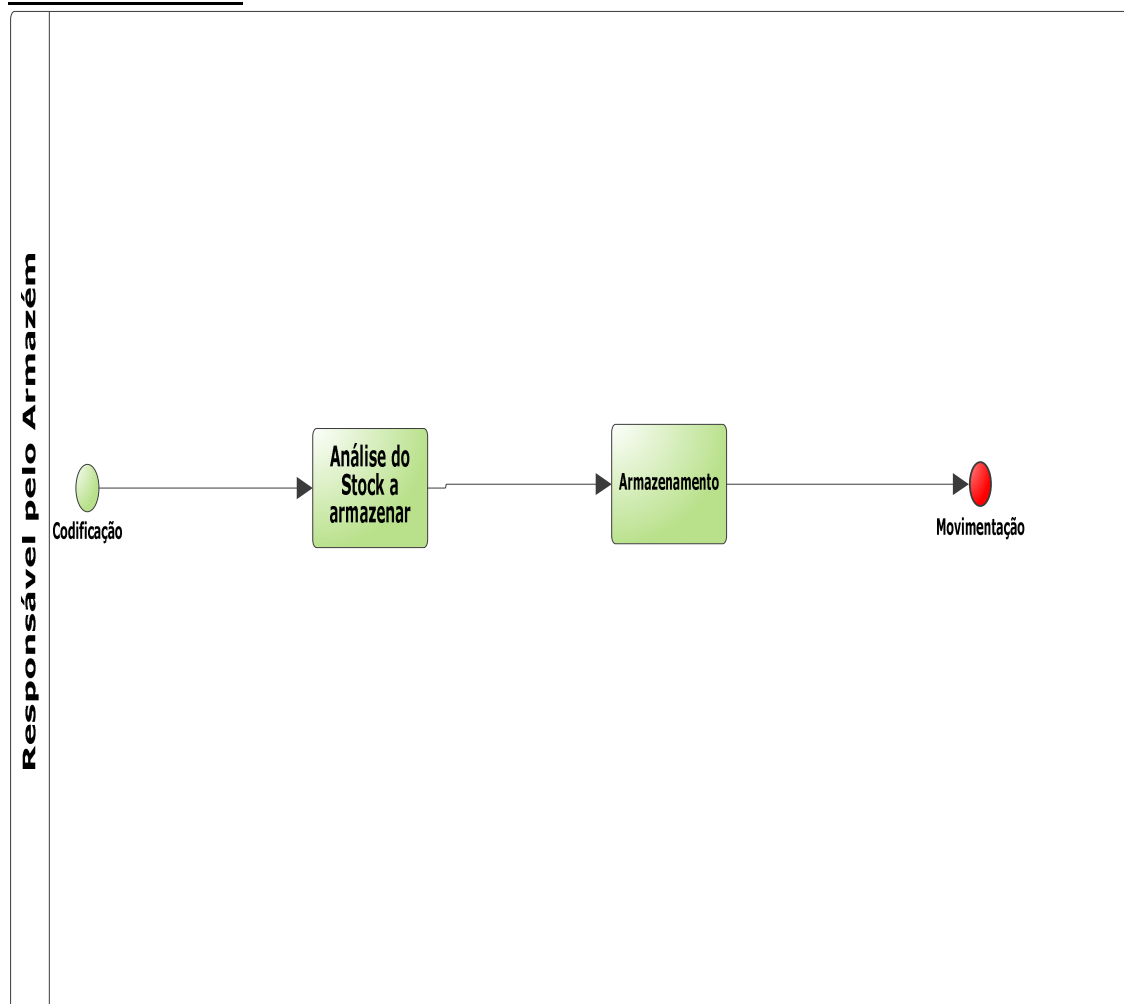 Responsável pelo Armazém
Codificação
Análise do
Stock a
armazenar
Armazenamento
Movimentação